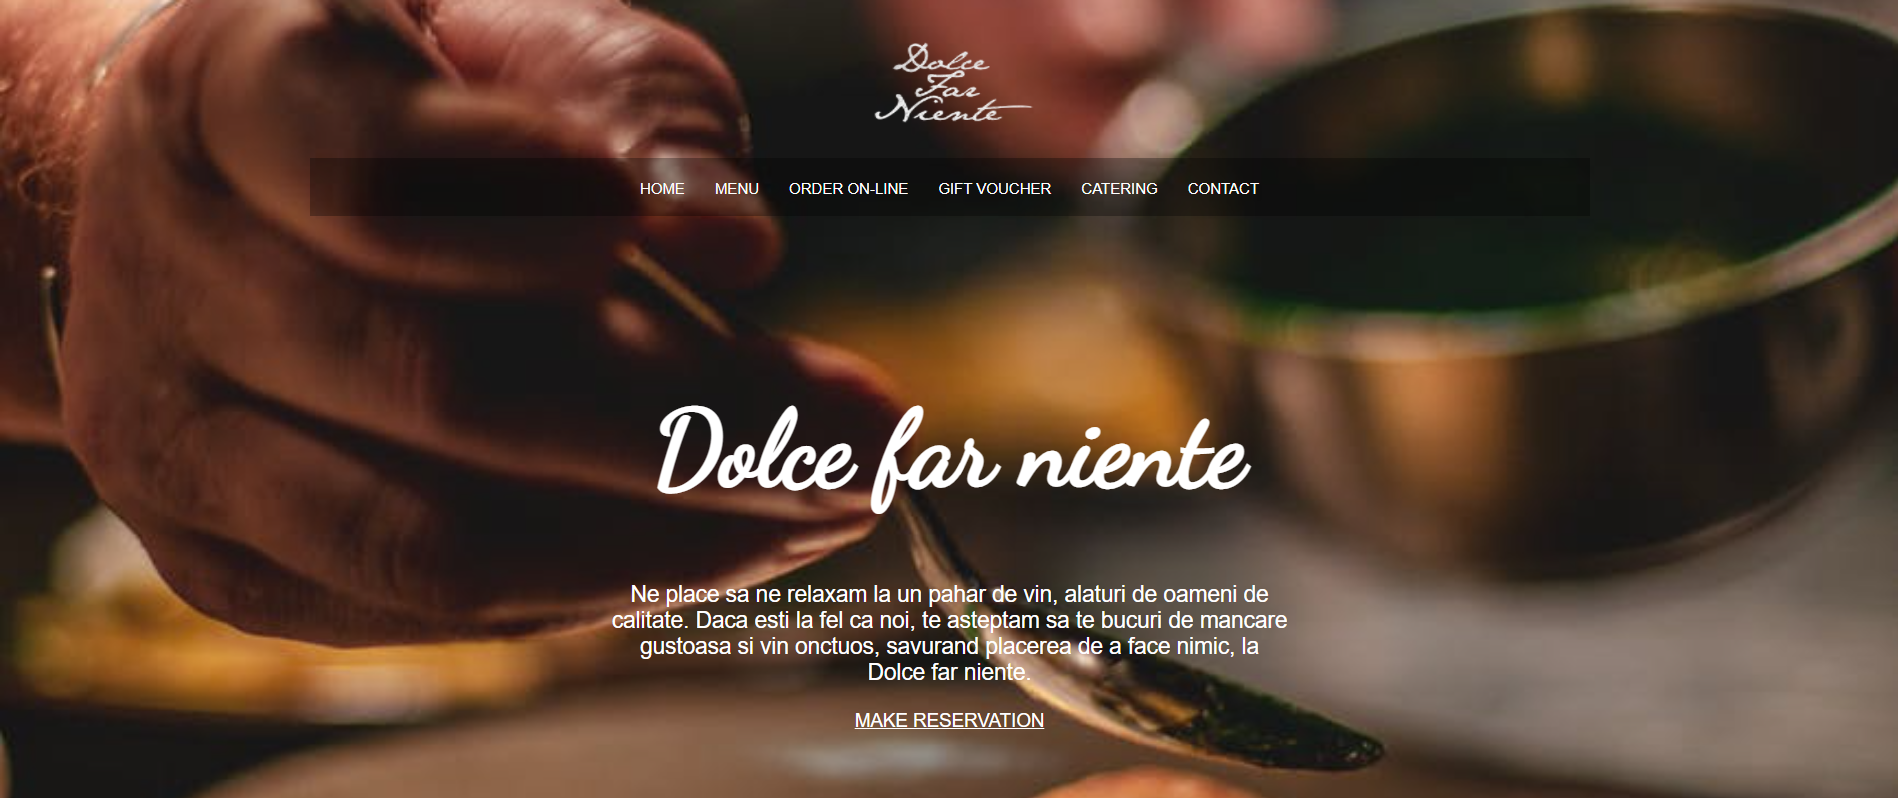 Dolce
Far
Niente
HOME MENU ORDER ON-LINE GIFT VOUCHER CATERING CONTACT
Dolce far niente
Ne place sa ne relaxam la un pahar de vin, alaturi de oameni de
calitate. Daca esti la fel ca noi, te asteptam sa te bucuri de mancare
gustoasa si vin onctuos, savurand placerea de a face nimic, la
Dolce far niente.
MAKE RESERVATION